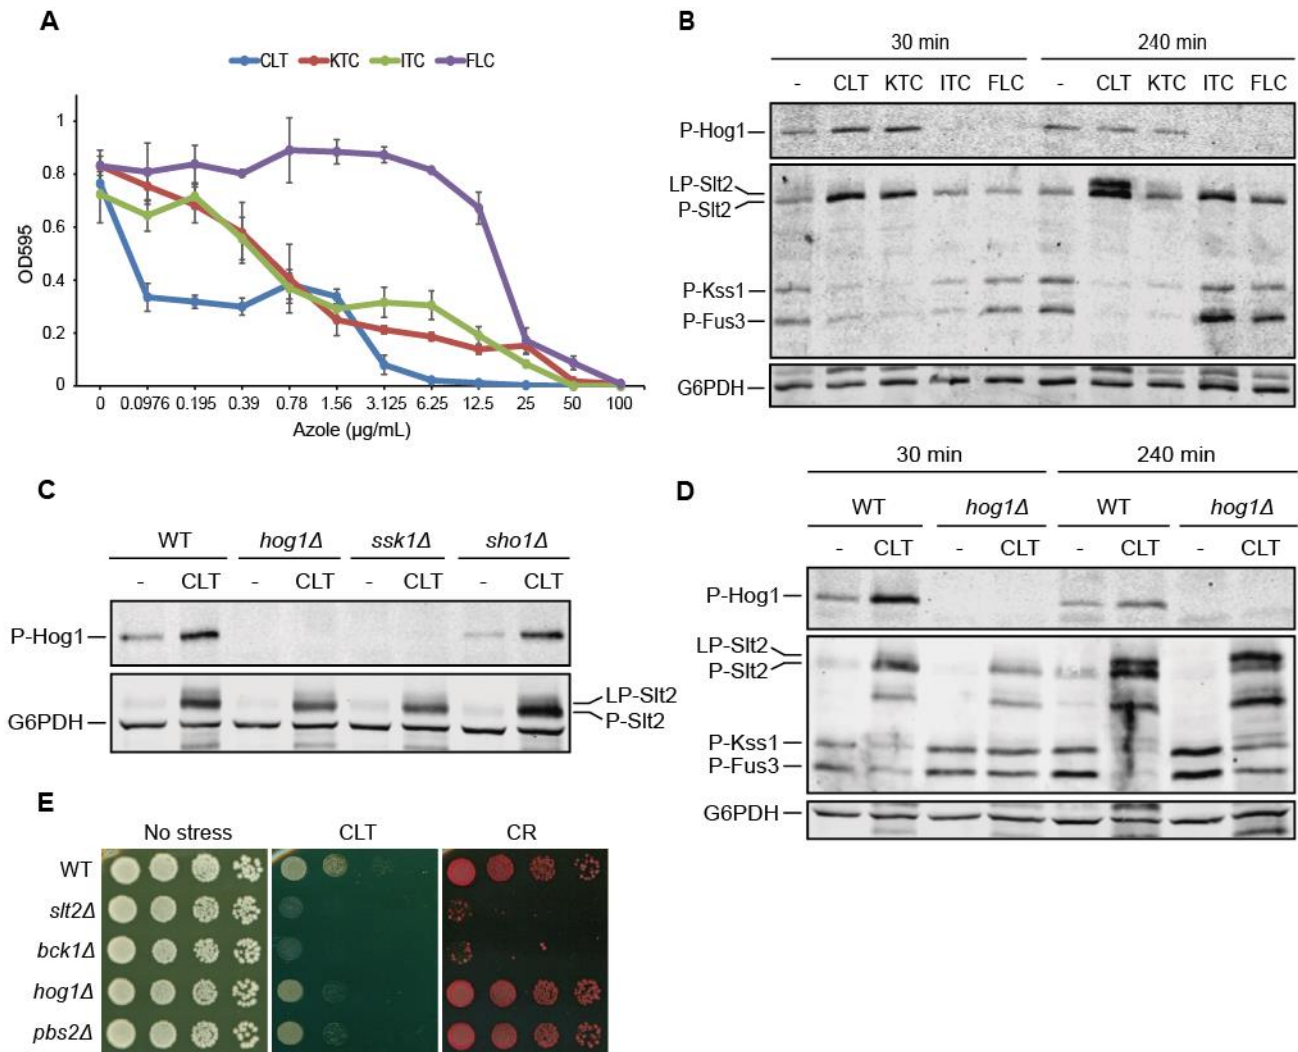 A
CLT KTC ITC FLC
1
0.8
0.6
0.4
0.2
0
OD595
0 0.0976 0.195 0.39 0.78 1.56 3.125 6.25 12.5 25 50 100
Azole (µg/mL)
B
30 min 240 min
- CLT KTC ITC FLC - CLT KTC ITC FLC
P-Hog1
LP-Slt2
P-Slt2
P-Kss1
P-Fus3
G6PDH
C
WT hog1Δ ssk1Δ sho1Δ
- CLT - CLT - CLT - CLT
P-Hog1
LP-Slt2
G6PDH P-Slt2
D
30 min 240 min
WT hog1Δ WT hog1Δ
- CLT - CLT - CLT - CLT
P-Hog1
LP-Slt2
P-Slt2
P-Kss1
P-Fus3
G6PDH
E
No stress CLT CR
WT
slt2Δ
bck1Δ
hog1Δ
pbs2Δ